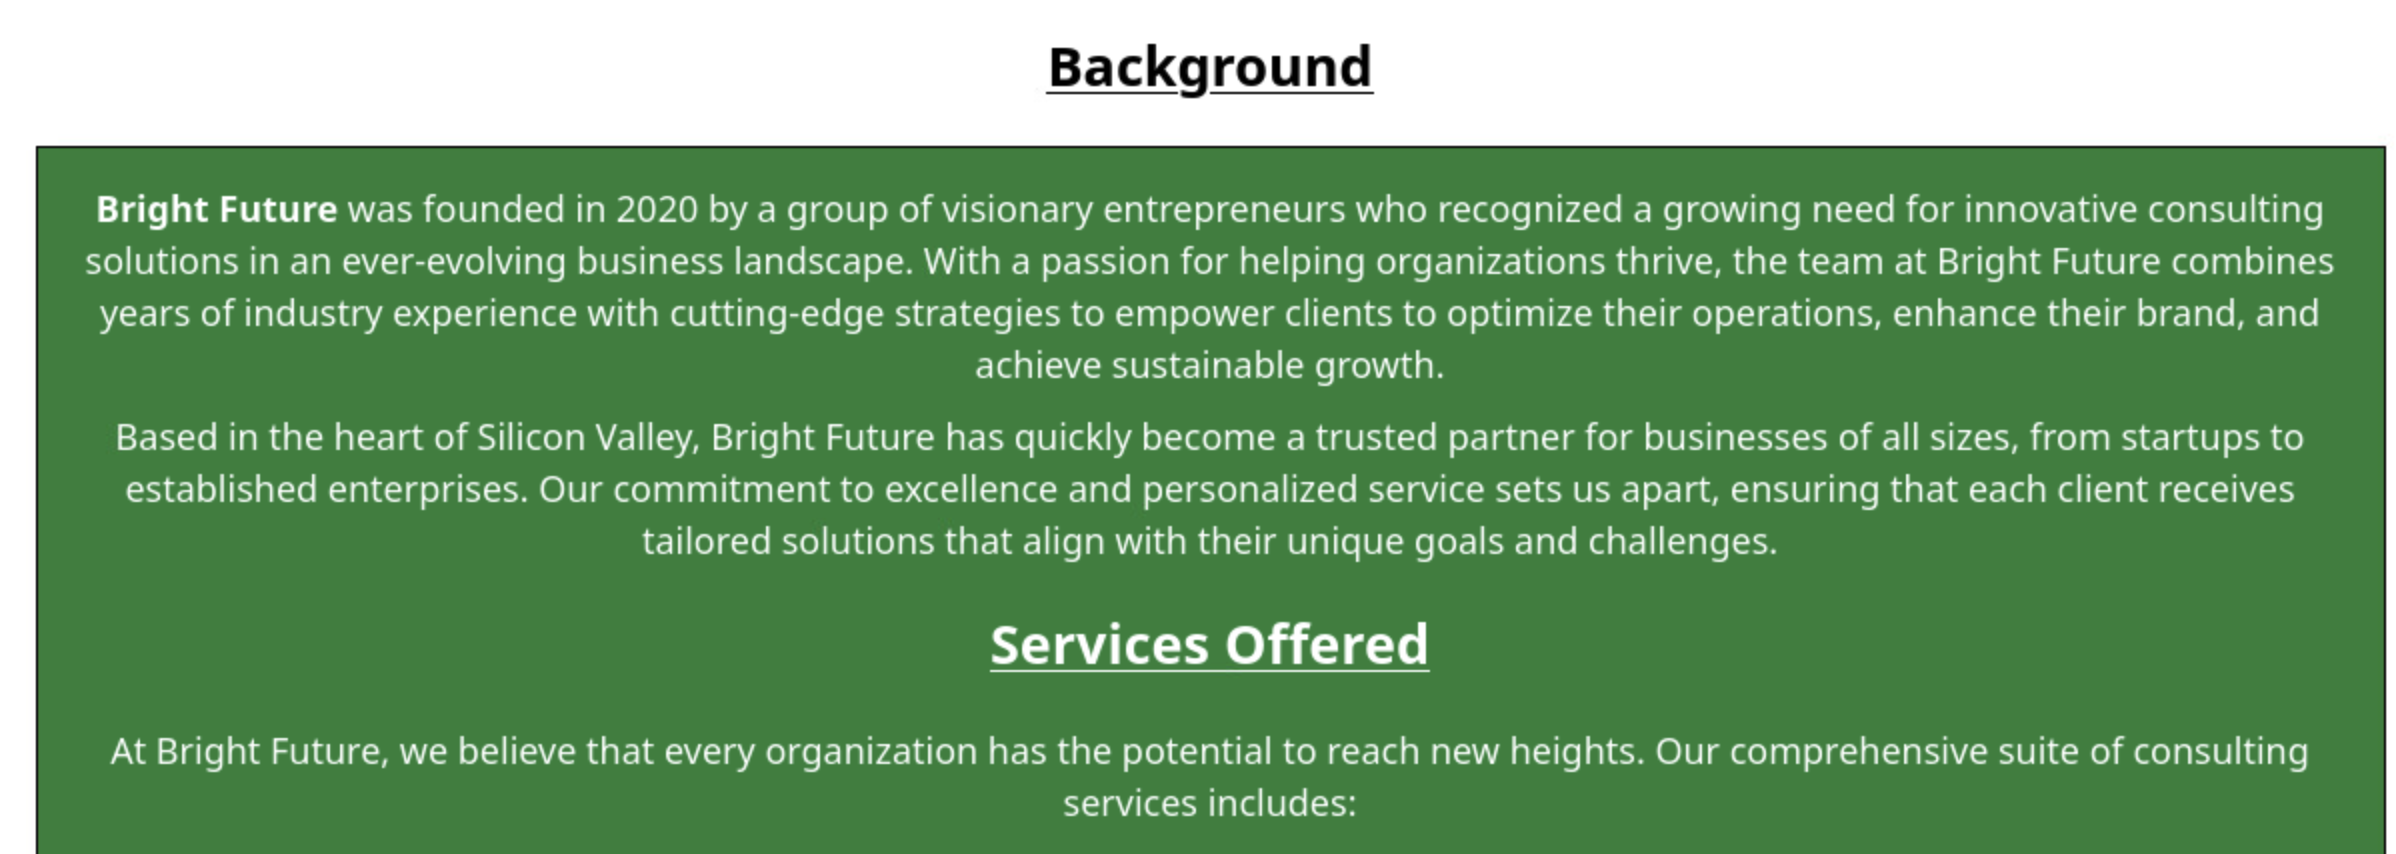 Background
Bright Future was founded in 2020 by a group of visionary entrepreneurs who recognized a growing need for innovative consulting
solutions in an ever-evolving business landscape. With a passion for helping organizations thrive, the team at Bright Future combines
years of industry experience with cutting-edge strategies to empower clients to optimize their operations, enhance their brand, and
achieve sustainable growth.
Based in the heart of Silicon Valley, Bright Future has quickly become a trusted partner for businesses of all sizes, from startups to
established enterprises. Our commitment to excellence and personalized service sets us apart, ensuring that each client receives
tailored solutions that align with their unique goals and challenges.
Services Offered
At Bright Future, we believe that every organization has the potential to reach new heights. Our comprehensive suite of consulting
services includes: